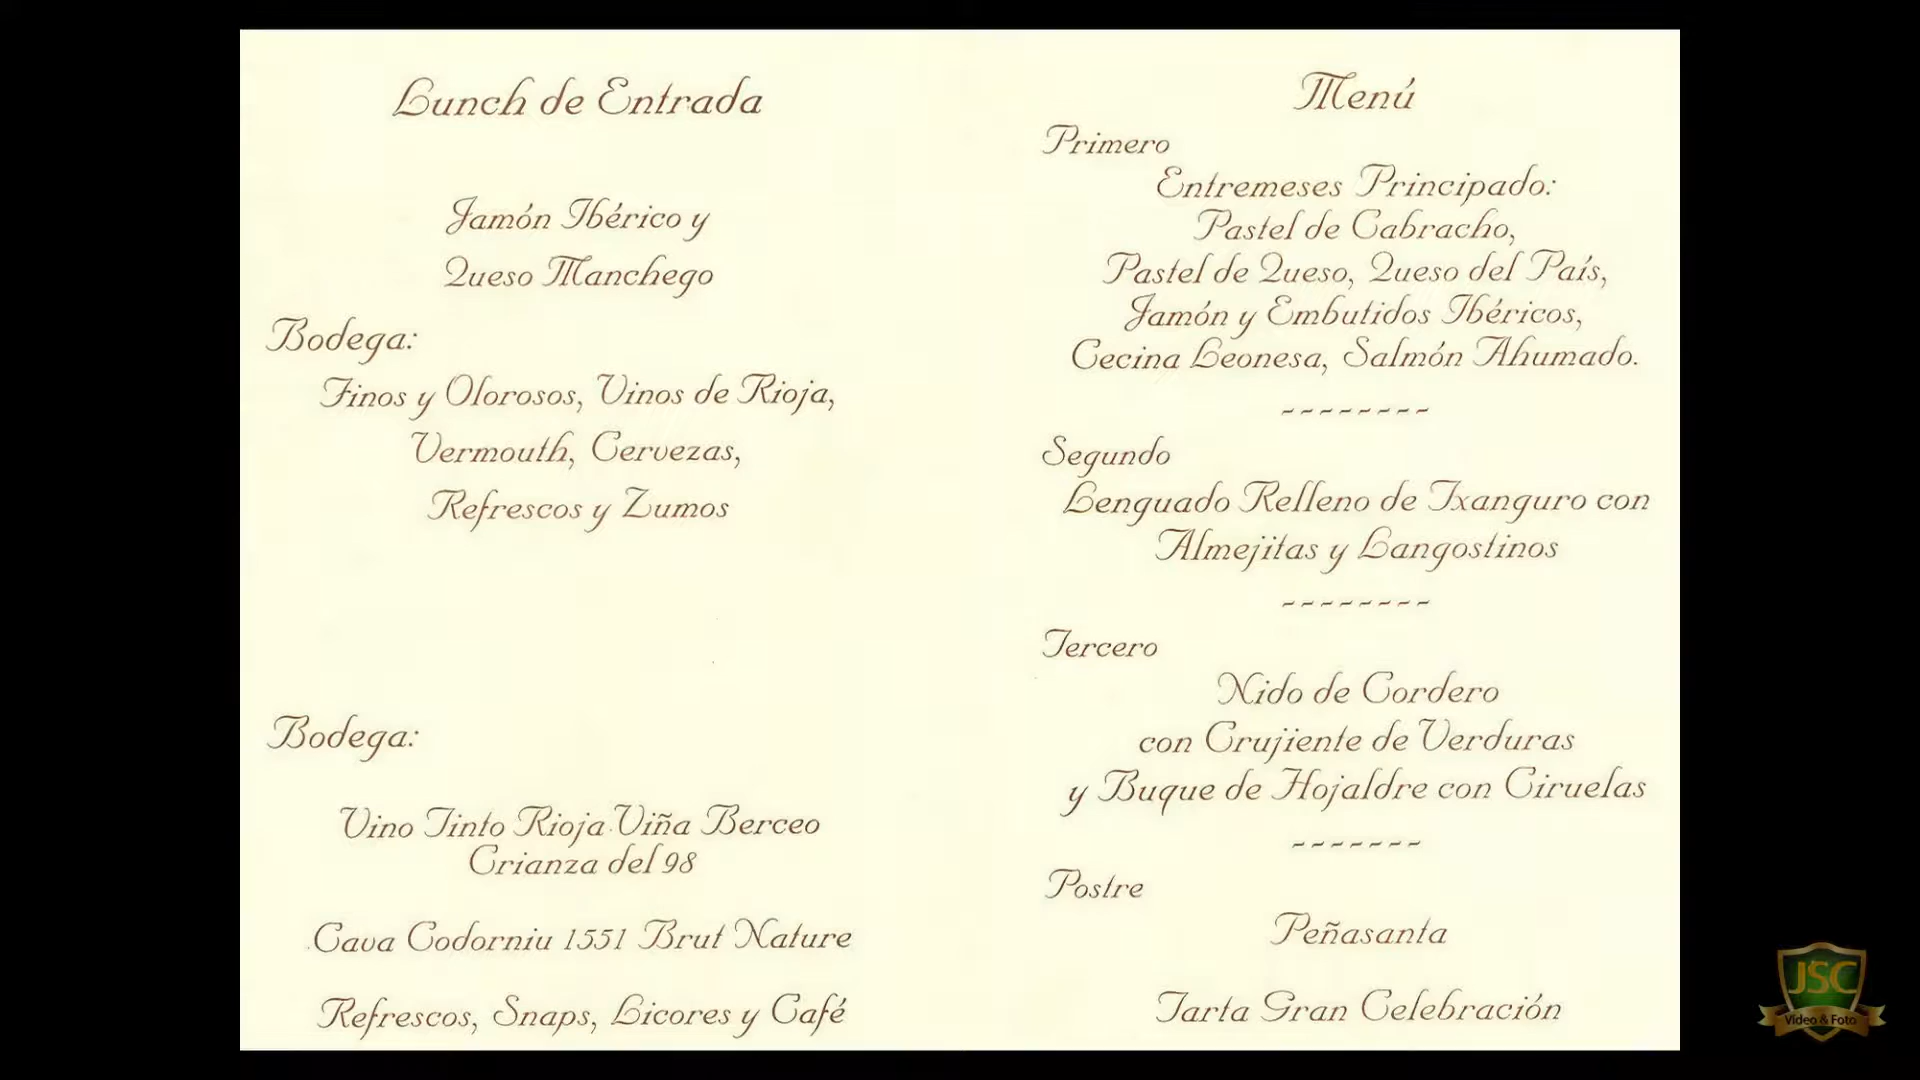 Lunch de Entrada
Jamón Ibérico y
Queso Manchego
Bodega:
Finos y Olorosos, Vinos de Rioja,
Vermouth, Cervezas,
Refrescos y Zumos
Bodega:
Vino Tinto Rioja Viña Berceo
Crianza del 98
Cava Codorniu 1551 Brut Nature
Refrescos, Snaps, Licores y Café
Menú
Primero
Entremeses Principado:
Pastel de Cabracho,
Pastel de Queso, Queso del País,
Jamón y Embutidos Ibéricos,
Cecina Leonesa, Salmón Ahumado.
--------
Segundo
Lenguado Relleno de Txanguro con
Almejitas y Langostinos
--------
Tercero
Nido de Cordero
con Crujiente de Verduras
y Buque de Hojaldre con Ciruelas
-------
Postre
Peñasanta
Tarta Gran Celebración
JSC
Video & Foto